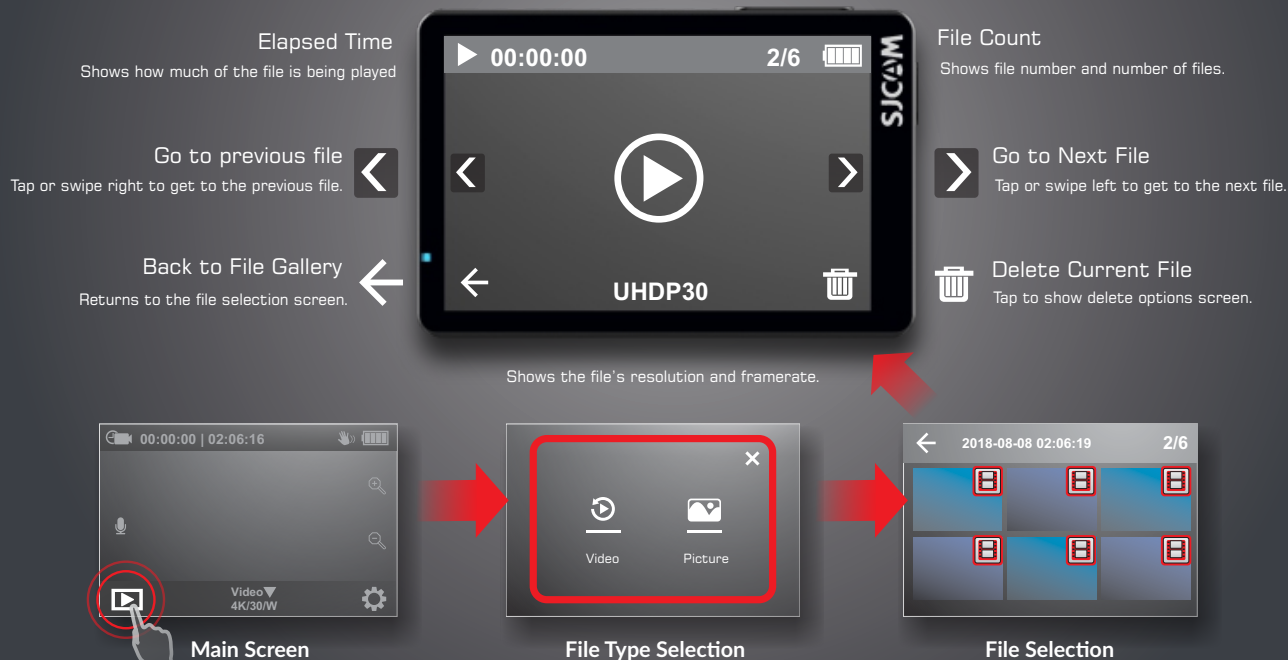 Elapsed Time
Shows how much of the file is being played
Go to previous file
Tap or swipe right to get to the previous file.
Back to File Gallery
Returns to the file selection screen.
00:00:00
2/6
SJCAM
UHDP30
File Count
Shows file number and number of files.
Go to Next File
Tap or swipe left to get to the next file.
Delete Current File
Tap to show delete options screen.
Shows the file's resolution and framerate.
00:00:00 | 02:06:16
Video
4K/30/W
Main Screen
Video
Picture
File Type Selection
2018-08-08 02:06:19
2/6
File Selection